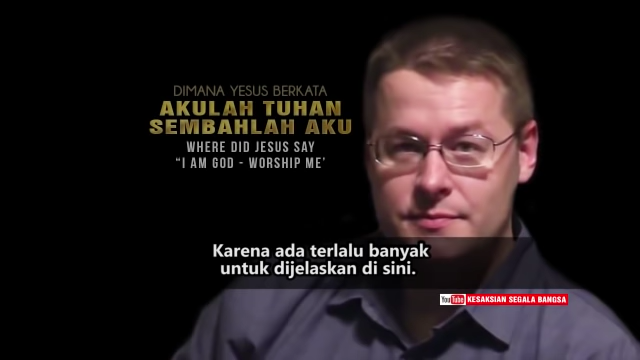 DIMANA YESUS BERKATA
AKULAH TUHAN
SEMBAHLAH AKU
WHERE DID JESUS SAY
"I AM GOD - WORSHIP ME'
Karena ada terlalu banyak
untuk dijelaskan di sini.
YouTube KESAKSIAN SEGALA BANGSA